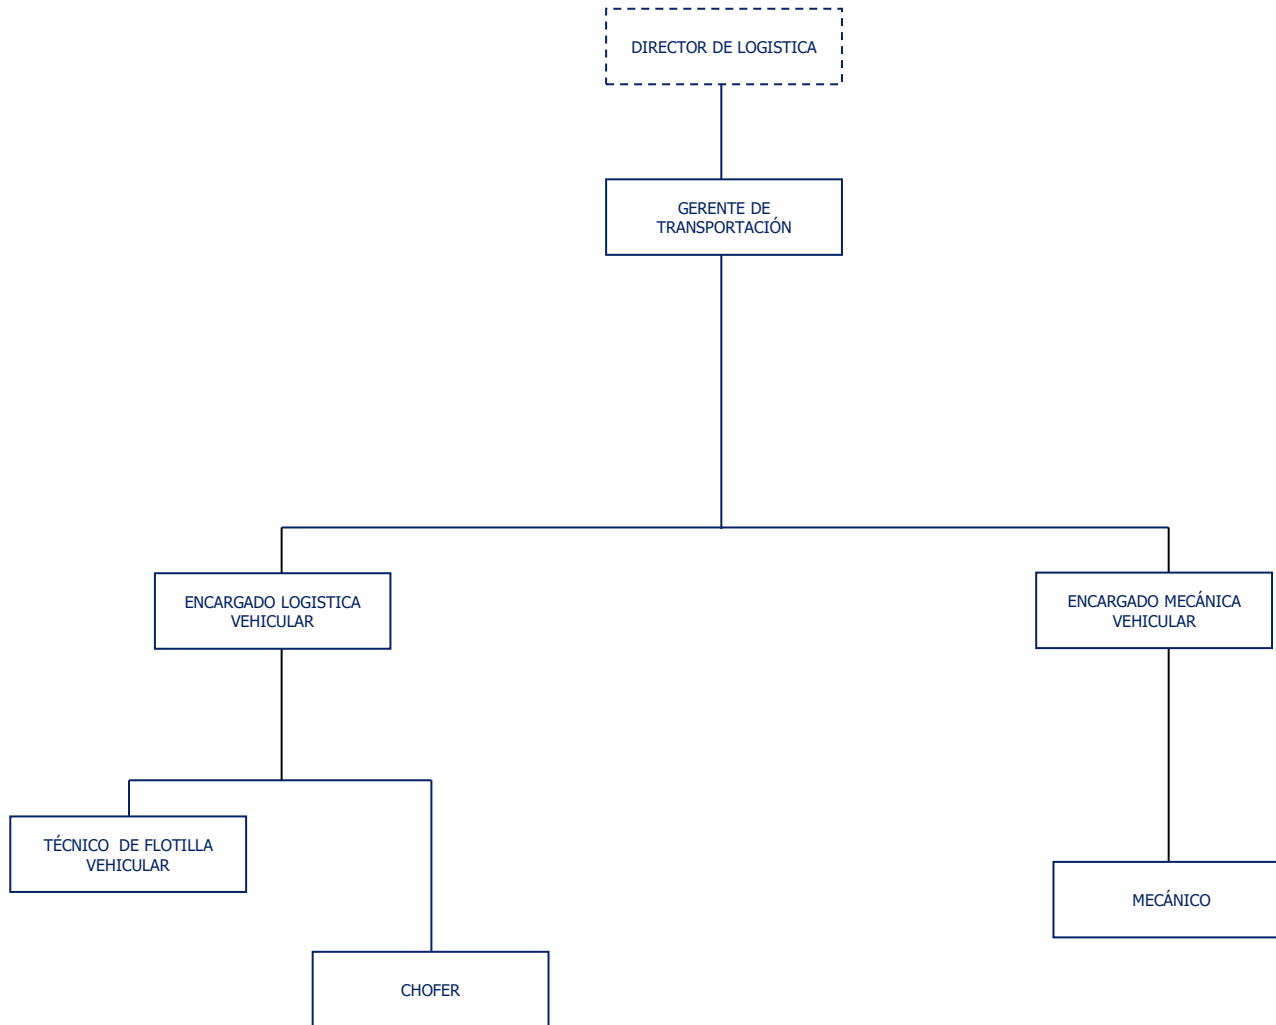 DIRECTOR DE LOGISTICA
GERENTE DE
TRANSPORTACIÓN
ENCARGADO LOGISTICA
VEHICULAR
ENCARGADO MECÁNICA
VEHICULAR
TÉCNICO  DE FLOTILLA
VEHICULAR
MECÁNICO
CHOFER